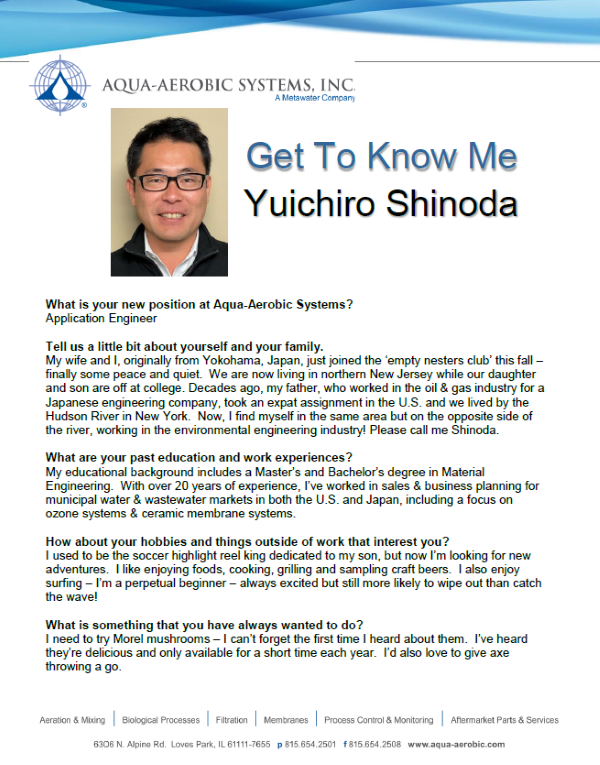 AQUA-AEROBIC SYSTEMS, INC.
A Metawater Company
®
Get To Know Me
Yuichiro Shinoda
What is your new position at Aqua-Aerobic Systems?
Application Engineer
Tell us a little bit about yourself and your family.
My wife and I, originally from Yokohama, Japan, just joined the ‘empty nesters club’ this fall –
finally some peace and quiet.  We are now living in northern New Jersey while our daughter
and son are off at college. Decades ago, my father, who worked in the oil & gas industry for a
Japanese engineering company, took an expat assignment in the U.S. and we lived by the
Hudson River in New York.  Now, I find myself in the same area but on the opposite side of
the river, working in the environmental engineering industry! Please call me Shinoda.
What are your past education and work experiences?
My educational background includes a Master’s and Bachelor’s degree in Material
Engineering.  With over 20 years of experience, I’ve worked in sales & business planning for
municipal water & wastewater markets in both the U.S. and Japan, including a focus on
ozone systems & ceramic membrane systems.
How about your hobbies and things outside of work that interest you?
I used to be the soccer highlight reel king dedicated to my son, but now I’m looking for new
adventures.  I like enjoying foods, cooking, grilling and sampling craft beers.  I also enjoy
surfing – I’m a perpetual beginner – always excited but still more likely to wipe out than catch
the wave!
What is something that you have always wanted to do?
I need to try Morel mushrooms – I can’t forget the first time I heard about them.  I’ve heard
they’re delicious and only available for a short time each year.  I’d also love to give axe
throwing a go.
Aeration & Mixing | Biological Processes | Filtration | Membranes | Process Control & Monitoring | Aftermarket Parts & Services
6306 N. Alpine Rd.  Loves Park, IL 61111-7655  p 815.654.2501  f 815.654.2508  www.aqua-aerobic.com